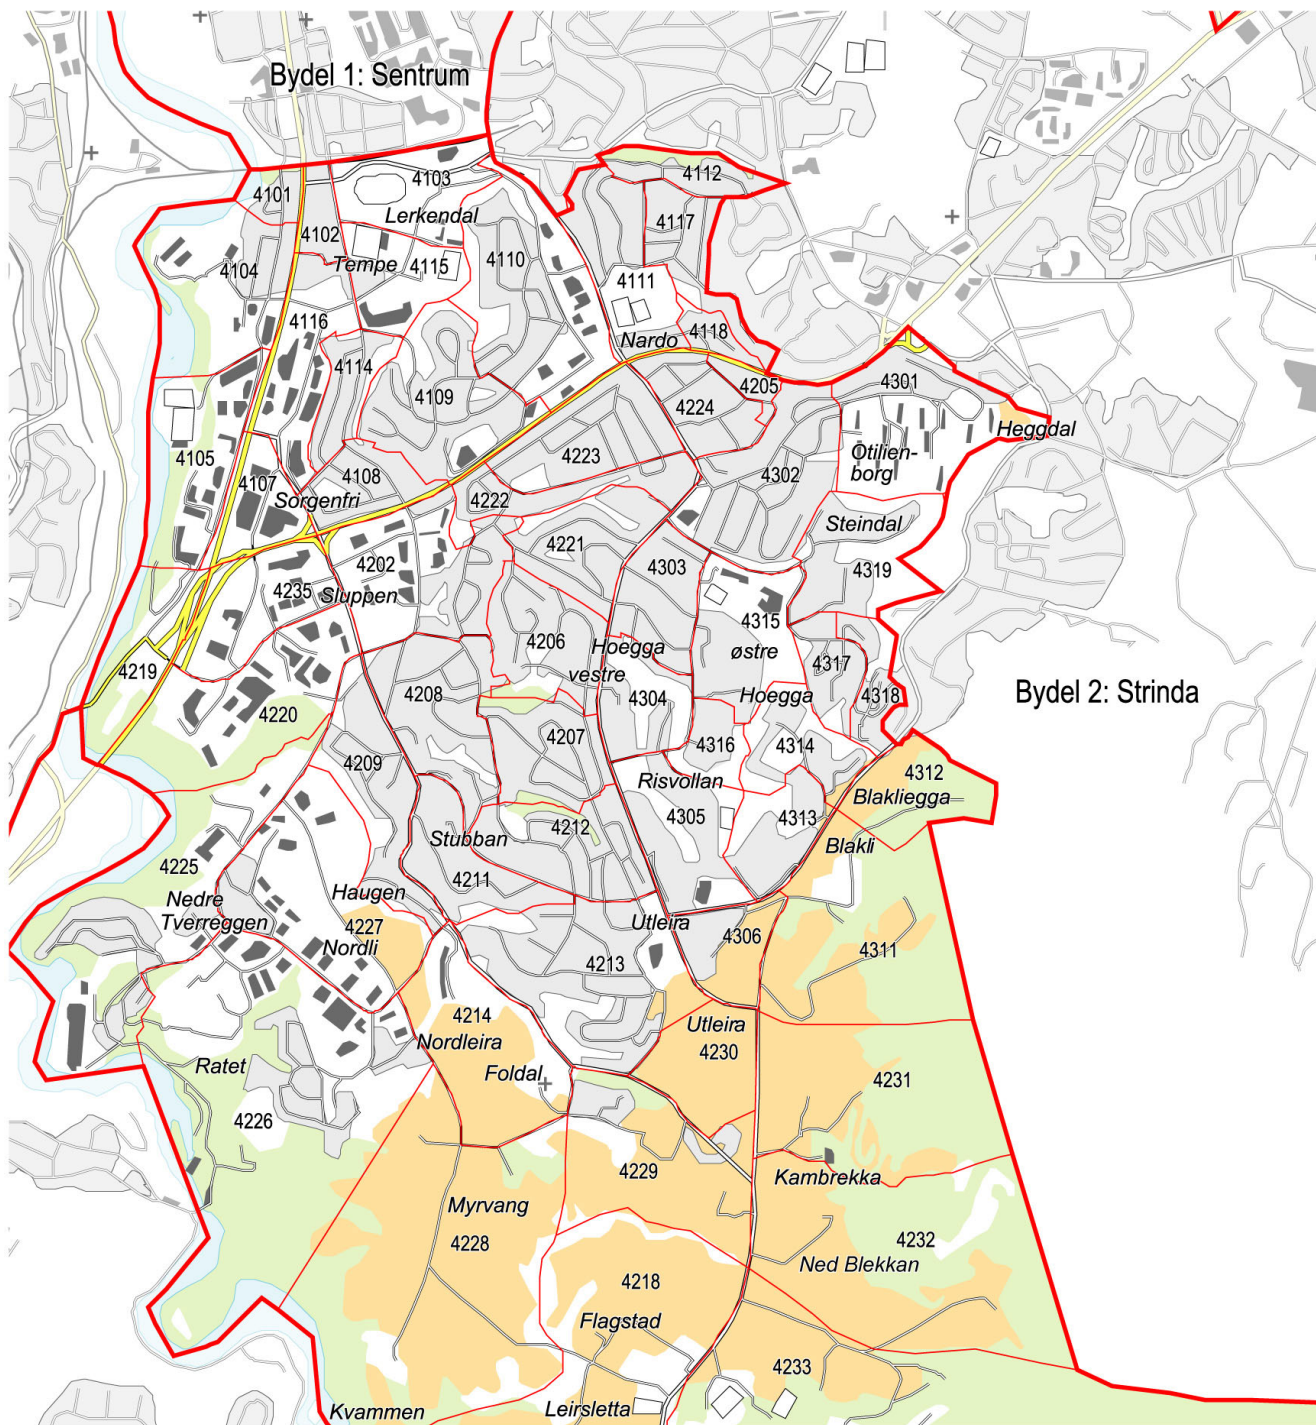 Bydel 1: Sentrum
4103
4112
4101
Lerkendal
4117
4102
4110
Tempe
4115
4104
4111
4116
4118
Nardo
4114
4301
4205
4109
4224
Heggdal
Otilien-
borg
4223
4105
4108
4302
4107
Sorgenfri
4222
Steindal
4221
4202
4303
4319
4235
Sluppen
4315
4206
Hoegga
vestre
østre
4317
4219
4208
Hoegga
4318
4304
Bydel 2: Strinda
4220
4207
4316
4314
4209
4312
Risvollan
Blakliegga
4305
4313
4212
Stubban
Blakli
4225
4211
Nedre
Tverreggen
Haugen
Utleira
4227
Nordli
4306
4311
4213
4214
Utleira
Nordleira
4230
Ratet
Foldal
4231
4226
4229
Kambrekka
Myrvang
4228
4232
Ned Blekkan
4218
Flagstad
4233
Kvammen
Leirsletta